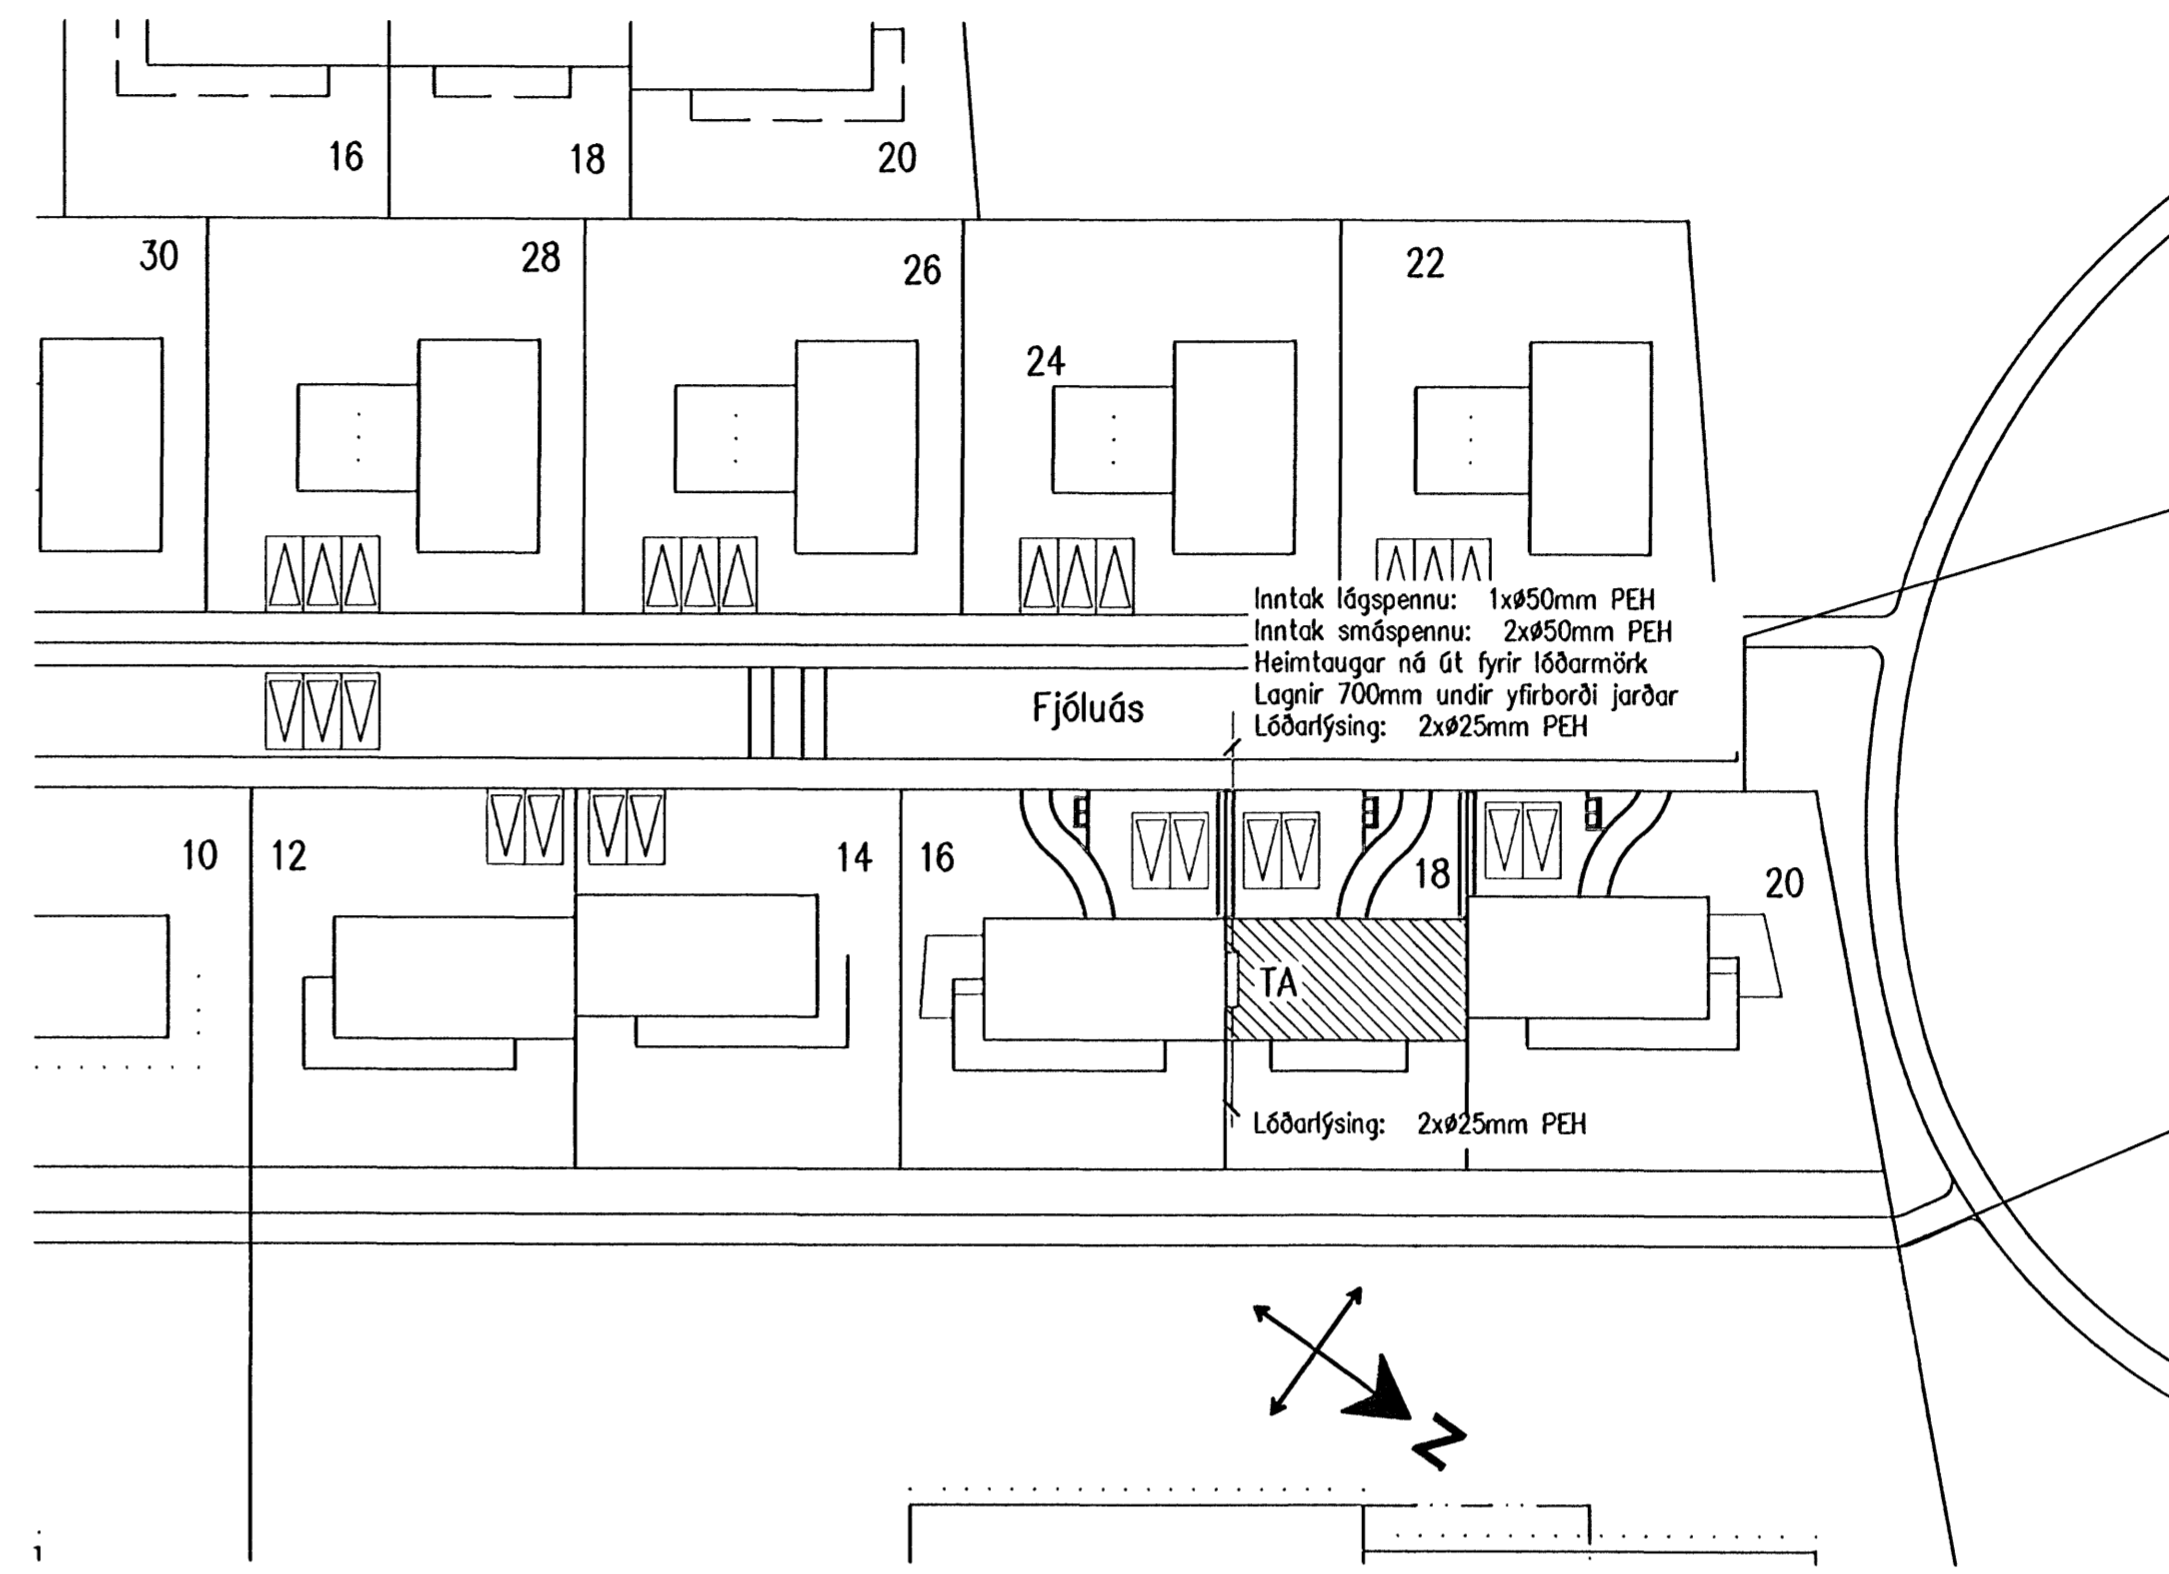 16
18
20
30
28
26
22
24
Inntak lágspennu: 1xø50mm PEH
Inntak smáspennu: 2xø50mm PEH
Heimtaugar ná út fyrir lóðarmörk
Lagnir 700mm undir yfirborði jarðar
Lóðarlýsing: 2xø25mm PEH
Fjóluás
10
12
14
16
18
20
TA
Lóðarlýsing: 2xø25mm PEH
N